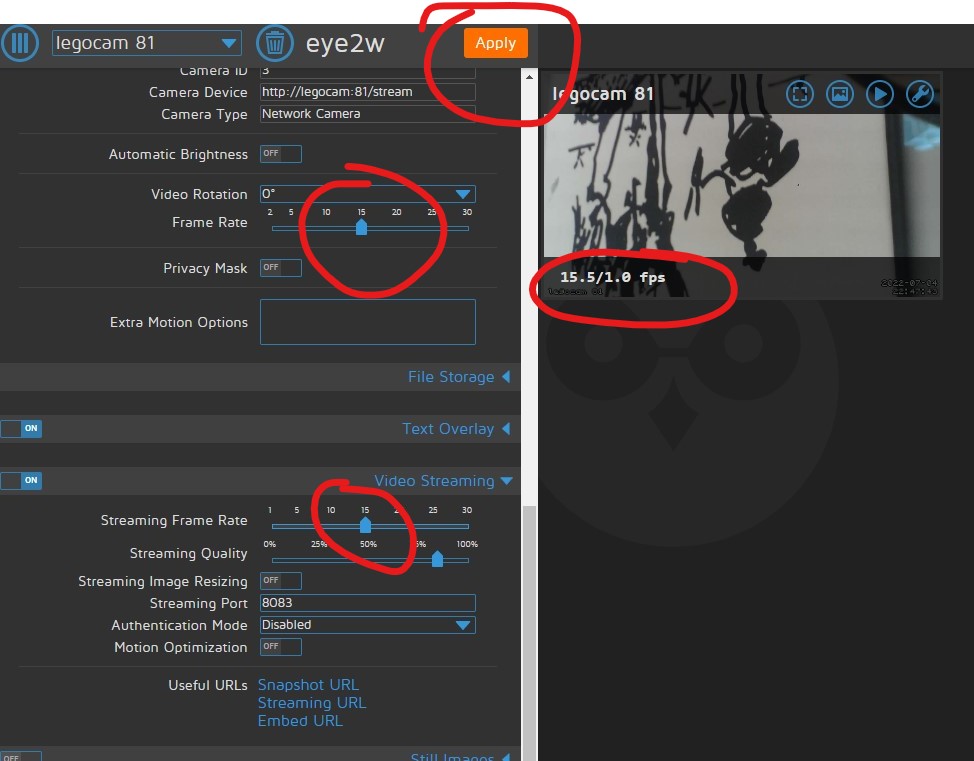 legocam 81
eye2w
Apply
Camera ID 3
Camera Device http://legocam:81/stream
Camera Type Network Camera
Automatic Brightness OFF
Video Rotation 0°
2 5 10 15 20 25 30
Frame Rate
Privacy Mask OFF
Extra Motion Options
File Storage
ON Text Overlay
ON Video Streaming
1 5 10 15 25 30
Streaming Frame Rate
0% 25% 50% 100%
Streaming Quality
Streaming Image Resizing OFF
Streaming Port 8083
Authentication Mode Disabled
Motion Optimization OFF
Useful URLs Snapshot URL
Streaming URL
Embed URL
OFF Still Images
legocam 81
15.5/1.0 fps
legocam 81
2022-07-04